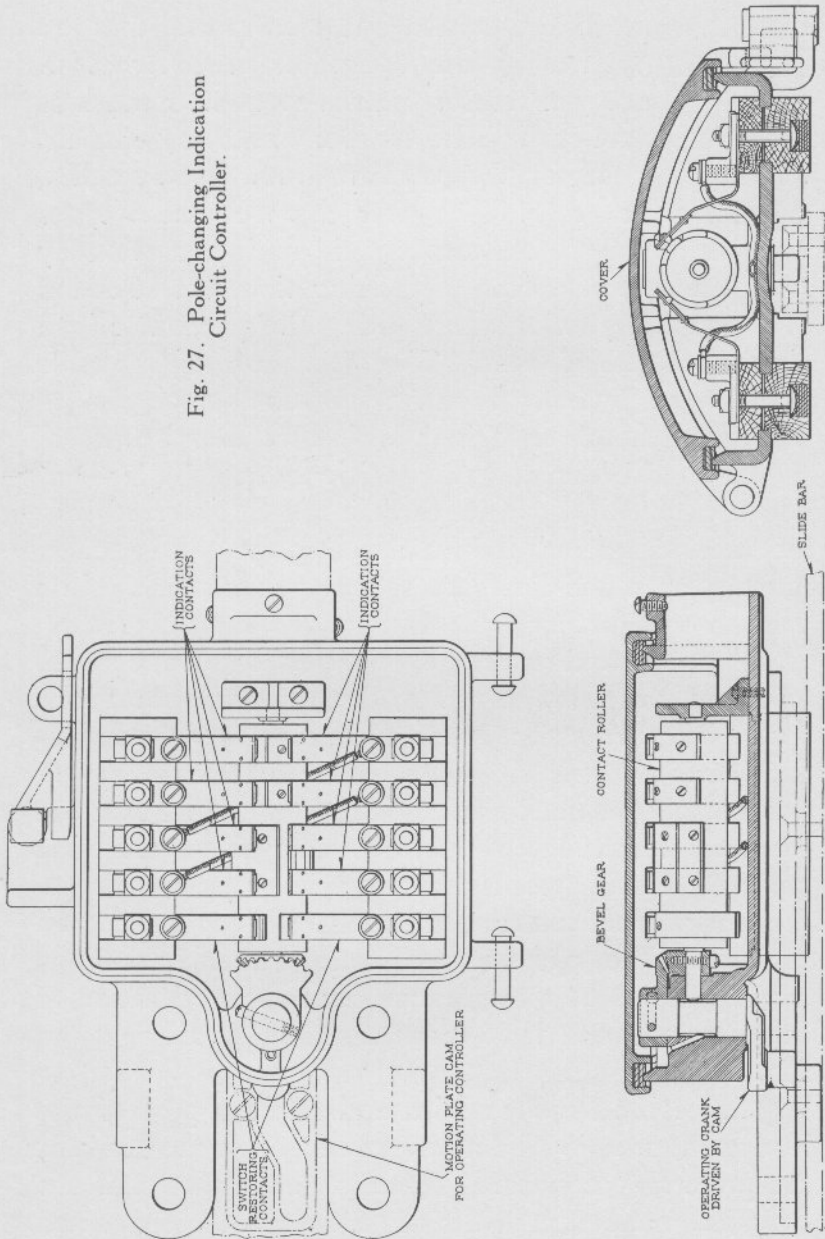 Fig. 27. Pole-changing Indication
Circuit Controller.
INDICATION
CONTACTS
INDICATION
CONTACTS
SWITCH
RESTORING
CONTACTS
MOTION PLATE CAM
FOR OPERATING CONTROLLER
COVER
BEVEL GEAR
CONTACT ROLLER
SLIDE BAR
OPERATING CRANK
DRIVEN BY CAM